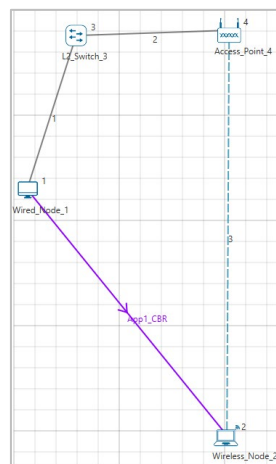 3
4
2
L2_Switch_3
Access_Point_4
1
1
Wired_Node_1
3
App1_CBR
2
Wireless_Node_2